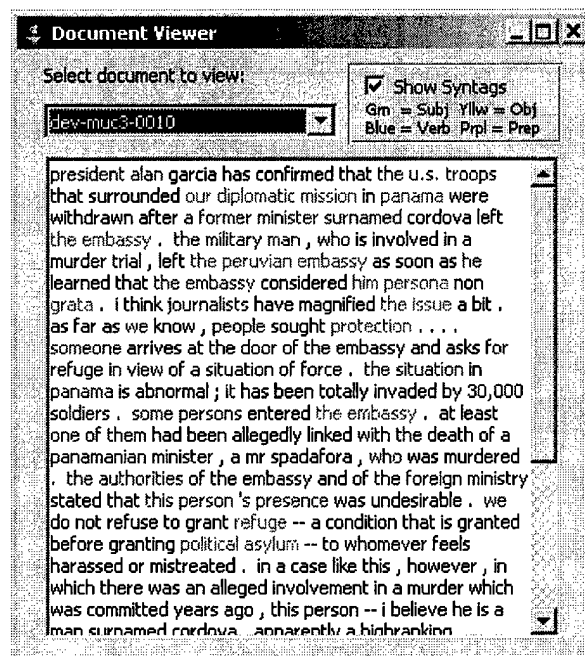 Document Viewer
Select document to view:
dev-muc3-0010
Show Syntags
Grn = Subj Yllw = Obj
Blue = Verb Prpl = Prep
president alan garcia has confirmed that the u.s. troops
that surrounded our diplomatic mission in panama were
withdrawn after a former minister surnamed cordova left
the embassy . the military man , who is involved in a
murder trial , left the peruvian embassy as soon as he
learned that the embassy considered him persona non
grata . i think journalists have magnified the issue a bit .
as far as we know , people sought protection . . . .
someone arrives at the door of the embassy and asks for
refuge in view of a situation of force . the situation in
panama is abnormal ; it has been totally invaded by 30,000
soldiers . some persons entered the embassy . at least
one of them had been allegedly linked with the death of a
panamanian minister , a mr spadafora , who was murdered
. the authorities of the embassy and of the foreign ministry
stated that this person 's presence was undesirable . we
do not refuse to grant refuge -- a condition that is granted
before granting political asylum -- to whomever feels
harassed or mistreated . in a case like this , however , in
which there was an alleged involvement in a murder which
was committed years ago , this person -- i believe he is a
man surnamed cordova , apparently a highranking